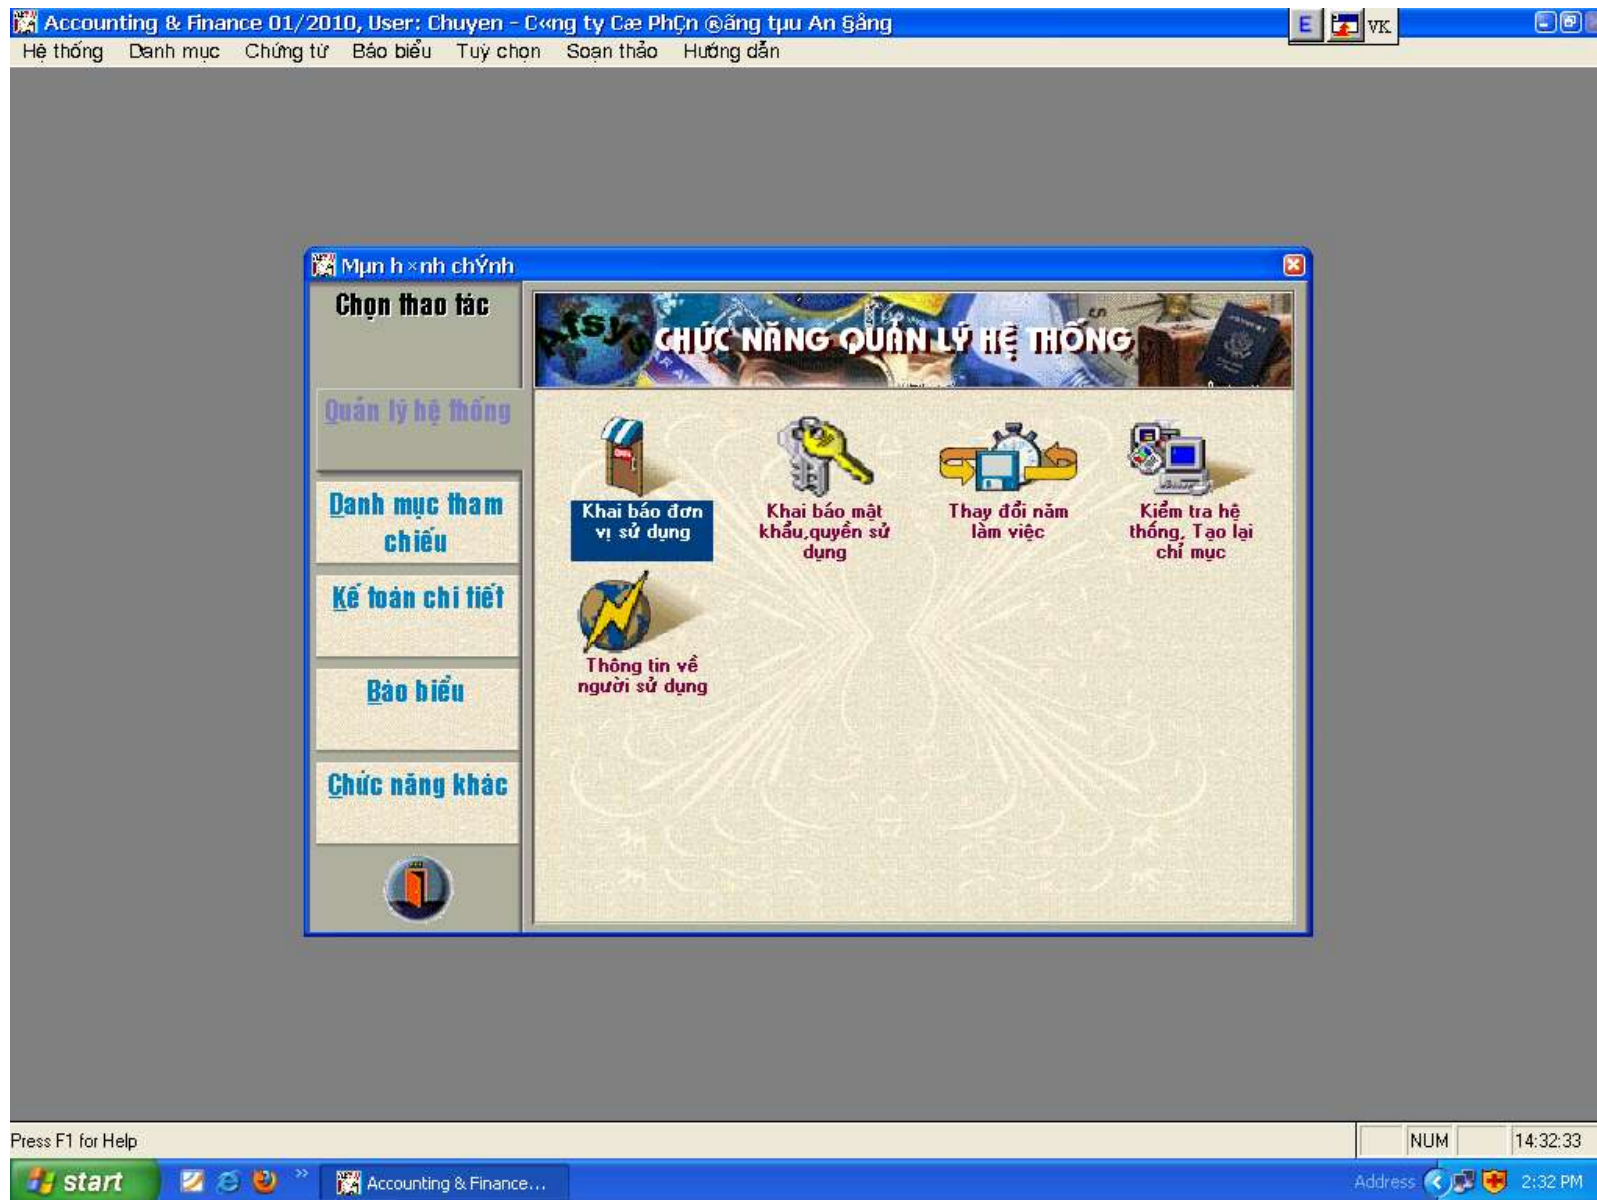 Accounting & Finance 01/2010, User: Chuyen - C««ng ty Cæ PhÇn ®ãng tµu An §ång
E VK
Hệ thống Danh mục Chứng từ Báo biểu Tuỳ chọn Soạn thảo Hướng dẫn
Mµn h×nh chÝnh
Chọn thao tác
Afsys
CHỨC NĂNG QUẢN LÝ HỆ THỐNG
Quản lý hệ thống
Danh mục tham
chiếu
Kế toán chi tiết
Báo biểu
Chức năng khác
Khai báo đơn
vị sử dụng
Khai báo mật
khẩu,quyền sử
dụng
Thay đổi năm
làm việc
Kiểm tra hệ
thống, Tạo lại
chỉ mục
Thông tin về
người sử dụng
Press F1 for Help
NUM
14:32:33
start
»
Accounting & Finance...
Address
2:32 PM